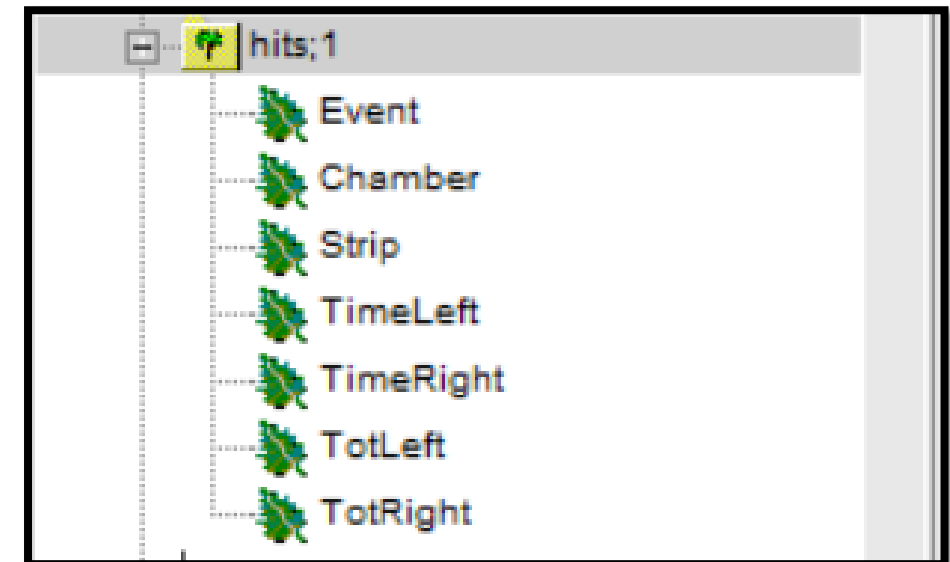 hits;1
Event
Chamber
Strip
TimeLeft
TimeRight
TotLeft
TotRight